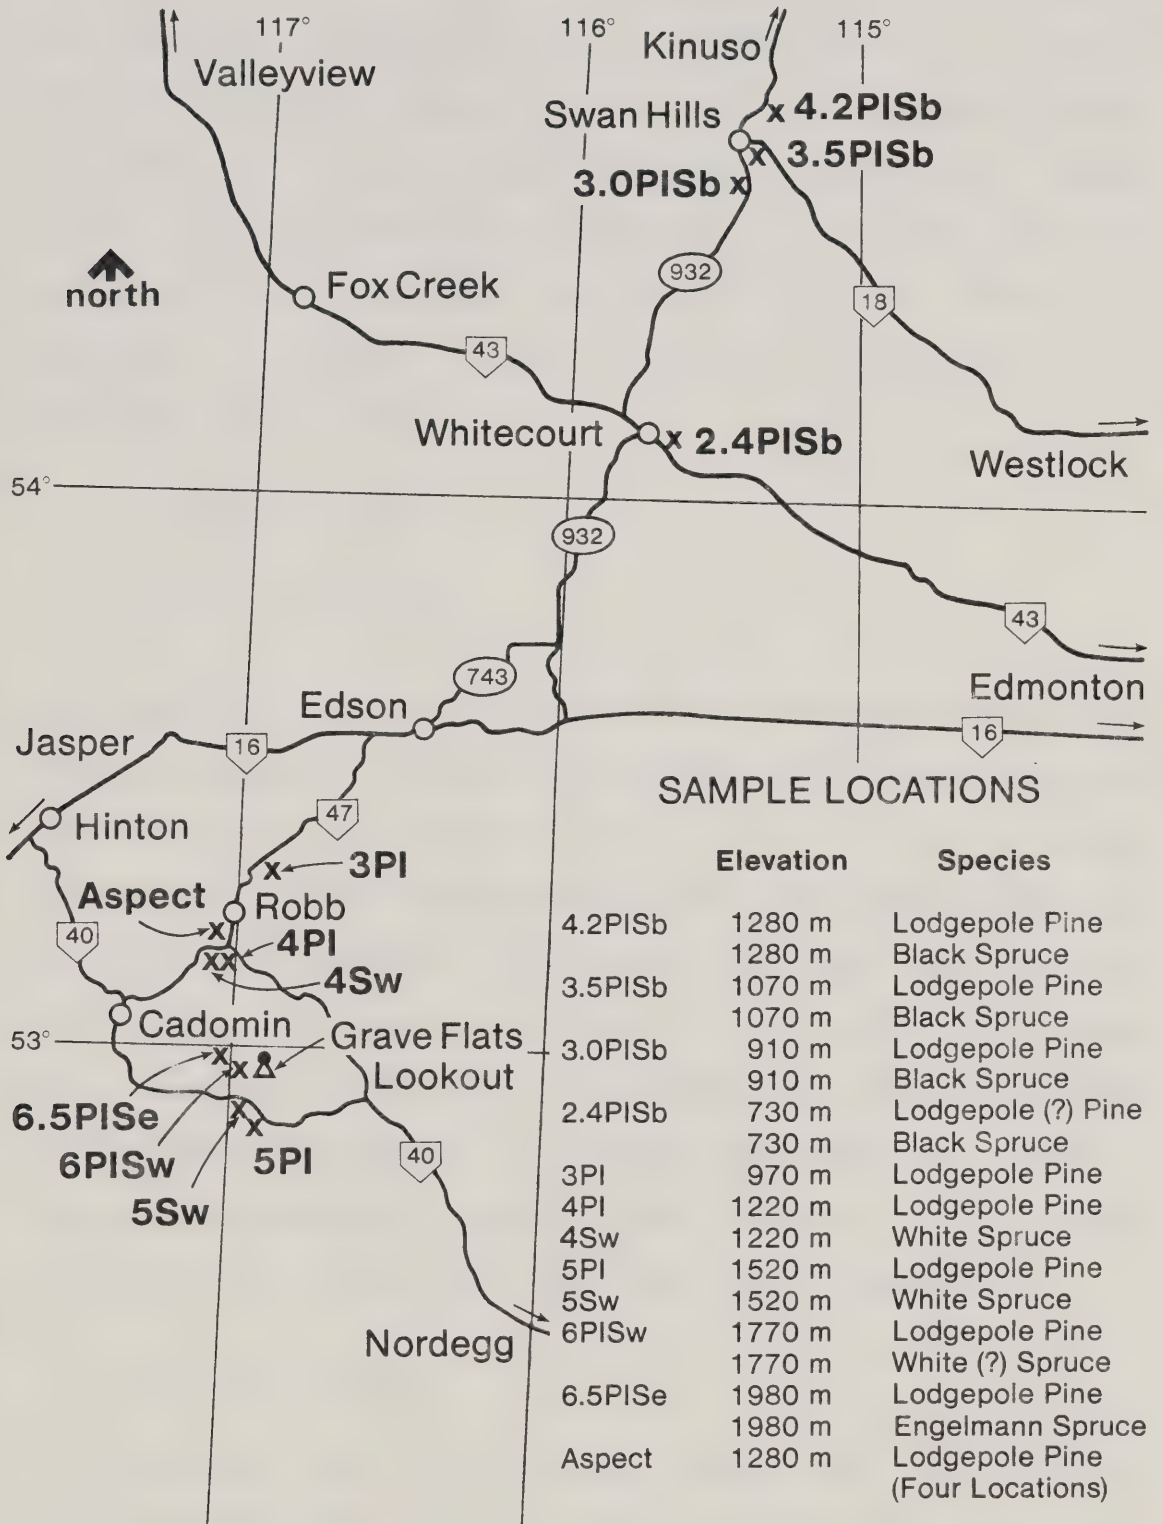 117°
116°
115°
Valleyview
Kinuso
Swan Hills
4.2PlSb
3.5PlSb
3.0PlSb
932
north
Fox Creek
18
43
Whitecourt
2.4PlSb
Westlock
54°
932
43
743
Edmonton
Edson
Jasper
16
16
SAMPLE LOCATIONS
Hinton
47
3Pl
Aspect
Robb
40
4Pl
4Sw
Cadomin
53°
Grave Flats
Lookout
6.5PlSe
6PlSw
5Pl
5Sw
40
Nordegg
Elevation Species
4.2PlSb 1280 m Lodgepole Pine
1280 m Black Spruce
3.5PlSb 1070 m Lodgepole Pine
1070 m Black Spruce
3.0PlSb 910 m Lodgepole Pine
910 m Black Spruce
2.4PlSb 730 m Lodgepole (?) Pine
730 m Black Spruce
3Pl 970 m Lodgepole Pine
4Pl 1220 m Lodgepole Pine
4Sw 1220 m White Spruce
5Pl 1520 m Lodgepole Pine
5Sw 1520 m White Spruce
6PlSw 1770 m Lodgepole Pine
1770 m White (?) Spruce
6.5PlSe 1980 m Lodgepole Pine
1980 m Engelmann Spruce
Aspect 1280 m Lodgepole Pine
(Four Locations)